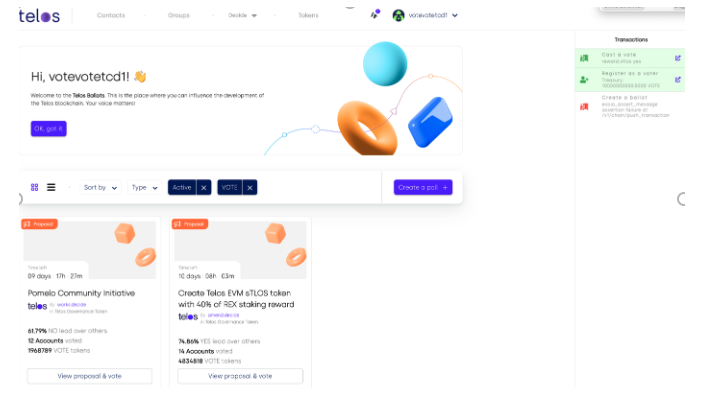 telos
Contacts
Groups
Decide
Tokens
votevotetcd1
Hi, votevotetcd1! 👋
Welcome to the Telos Ballots. This is the place where you can influence the development of
the Telos Blockchain. Your voice matters!
OK, got it
Sort by
Type
Active X
VOTE X
Create a poll +
Proposal
Time left
09 days 17h 27m
Pomelo Community Initiative
telos by works.decide
in Telos Governance Token
61.79% NO lead over others
12 Accounts voted
1968789 VOTE tokens
View proposal & vote
Proposal
Time left
10 days 08h 03m
Create Telos EVM sTLOS token
with 40% of REX staking reward
telos by
in Telos Governance Token
74.86% YES lead over others
14 Accounts voted
4834818 VOTE tokens
View proposal & vote
Transactions
Cast a vote
yes
Register as a voter
Treasury
VOTE
Create a ballot
eosio_assert_message
assertion failure at
/v1/chain/push_transaction